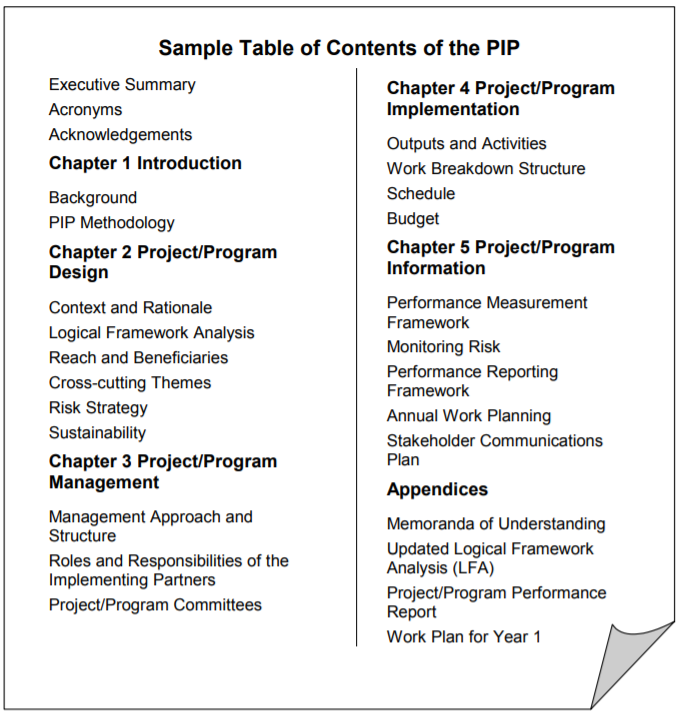 Sample Table of Contents of the PIP
Executive Summary
Acronyms
Acknowledgements
Chapter 1 Introduction
Background
PIP Methodology
Chapter 2 Project/Program
Design
Context and Rationale
Logical Framework Analysis
Reach and Beneficiaries
Cross-cutting Themes
Risk Strategy
Sustainability
Chapter 3 Project/Program
Management
Management Approach and
Structure
Roles and Responsibilities of the
Implementing Partners
Project/Program Committees
Chapter 4 Project/Program
Implementation
Outputs and Activities
Work Breakdown Structure
Schedule
Budget
Chapter 5 Project/Program
Information
Performance Measurement
Framework
Monitoring Risk
Performance Reporting
Framework
Annual Work Planning
Stakeholder Communications
Plan
Appendices
Memoranda of Understanding
Updated Logical Framework
Analysis (LFA)
Project/Program Performance
Report
Work Plan for Year 1